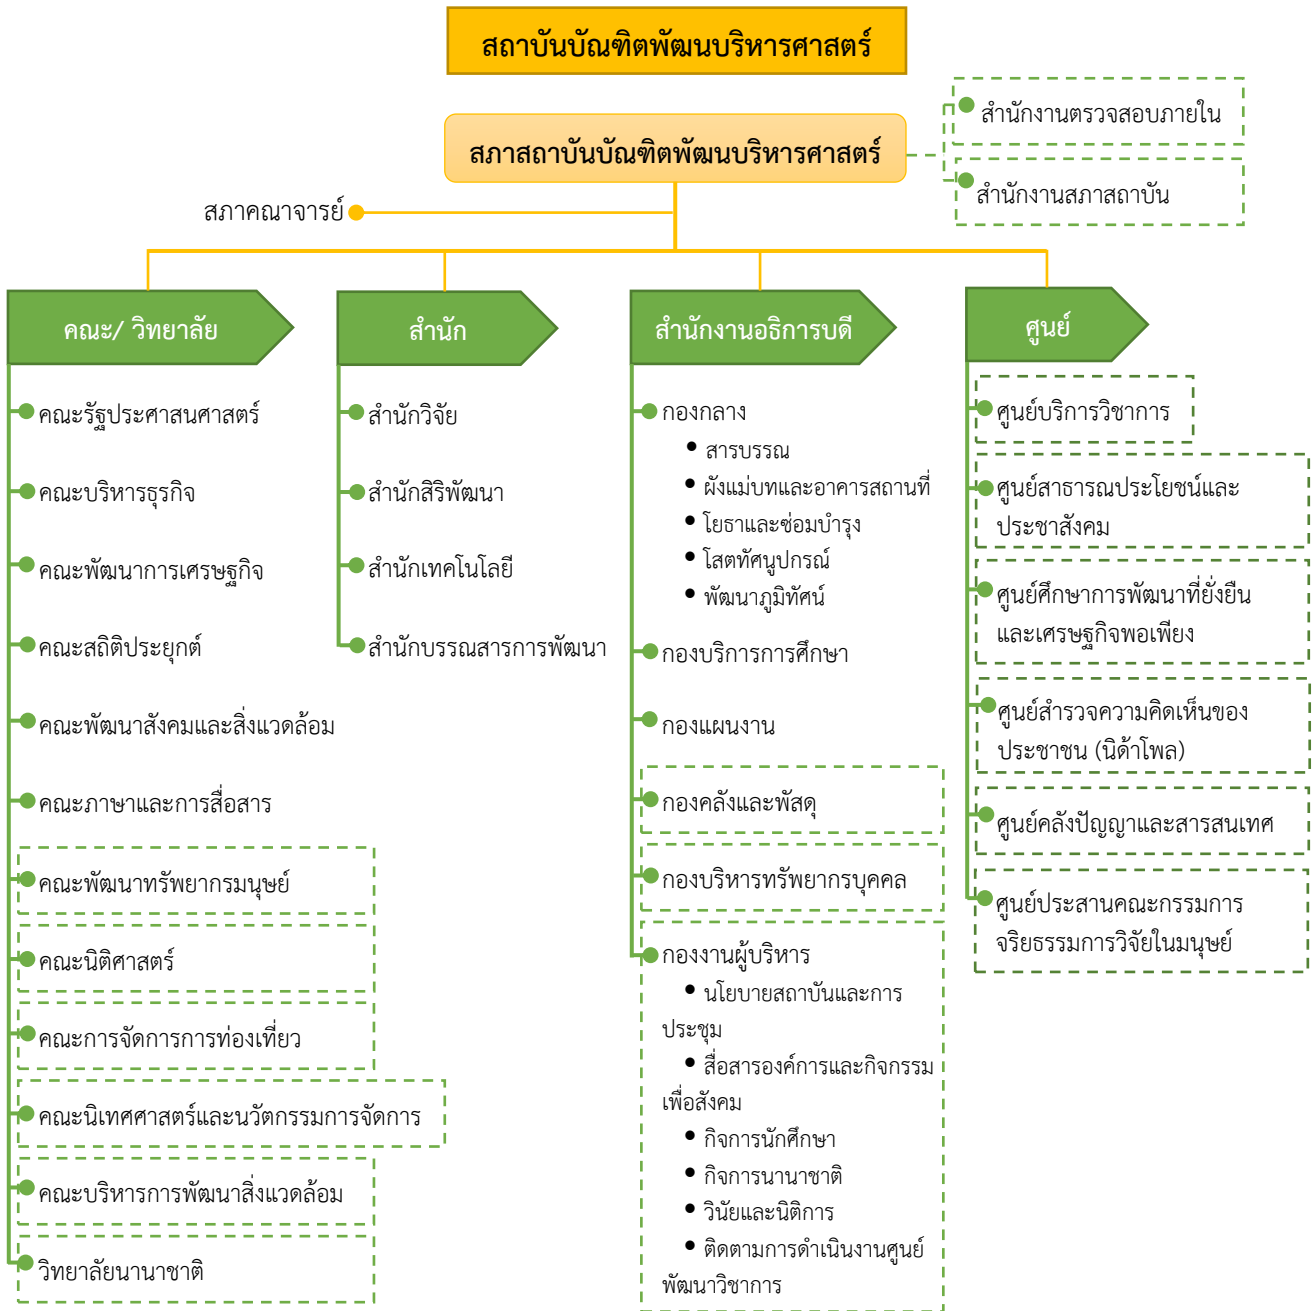 สถาบันบัณฑิตพัฒนบริหารศาสตร์
สภาสถาบันบัณฑิตพัฒนบริหารศาสตร์
สำนักงานตรวจสอบภายใน
สำนักงานสภาสถาบัน
สภาคณาจารย์
คณะ/ วิทยาลัย
คณะรัฐประศาสนศาสตร์
คณะบริหารธุรกิจ
คณะพัฒนาการเศรษฐกิจ
คณะสถิติประยุกต์
คณะพัฒนาสังคมและสิ่งแวดล้อม
คณะภาษาและการสื่อสาร
คณะพัฒนาทรัพยากรมนุษย์
คณะนิติศาสตร์
คณะการจัดการการท่องเที่ยว
คณะนิเทศศาสตร์และนวัตกรรมการจัดการ
คณะบริหารการพัฒนาสิ่งแวดล้อม
วิทยาลัยนานาชาติ
สำนัก
สำนักวิจัย
สำนักสิริพัฒนา
สำนักเทคโนโลยี
สำนักบรรณสารการพัฒนา
สำนักงานอธิการบดี
กองกลาง
• สารบรรณ
• ผังแม่บทและอาคารสถานที่
• โยธาและซ่อมบำรุง
• โสตทัศนูปกรณ์
• พัฒนาภูมิทัศน์
กองบริการการศึกษา
กองแผนงาน
กองคลังและพัสดุ
กองบริหารทรัพยากรบุคคล
กองงานผู้บริหาร
• นโยบายสถาบันและการ
ประชุม
• สื่อสารองค์การและกิจกรรม
เพื่อสังคม
• กิจการนักศึกษา
• กิจการนานาชาติ
• วินัยและนิติการ
• ติดตามการดำเนินงานศูนย์
พัฒนาวิชาการ
ศูนย์
ศูนย์บริการวิชาการ
ศูนย์สาธารณประโยชน์และ
ประชาสังคม
ศูนย์ศึกษาการพัฒนาที่ยั่งยืน
และเศรษฐกิจพอเพียง
ศูนย์สำรวจความคิดเห็นของ
ประชาชน (นิด้าโพล)
ศูนย์คลังปัญญาและสารสนเทศ
ศูนย์ประสานคณะกรรมการ
จริยธรรมการวิจัยในมนุษย์